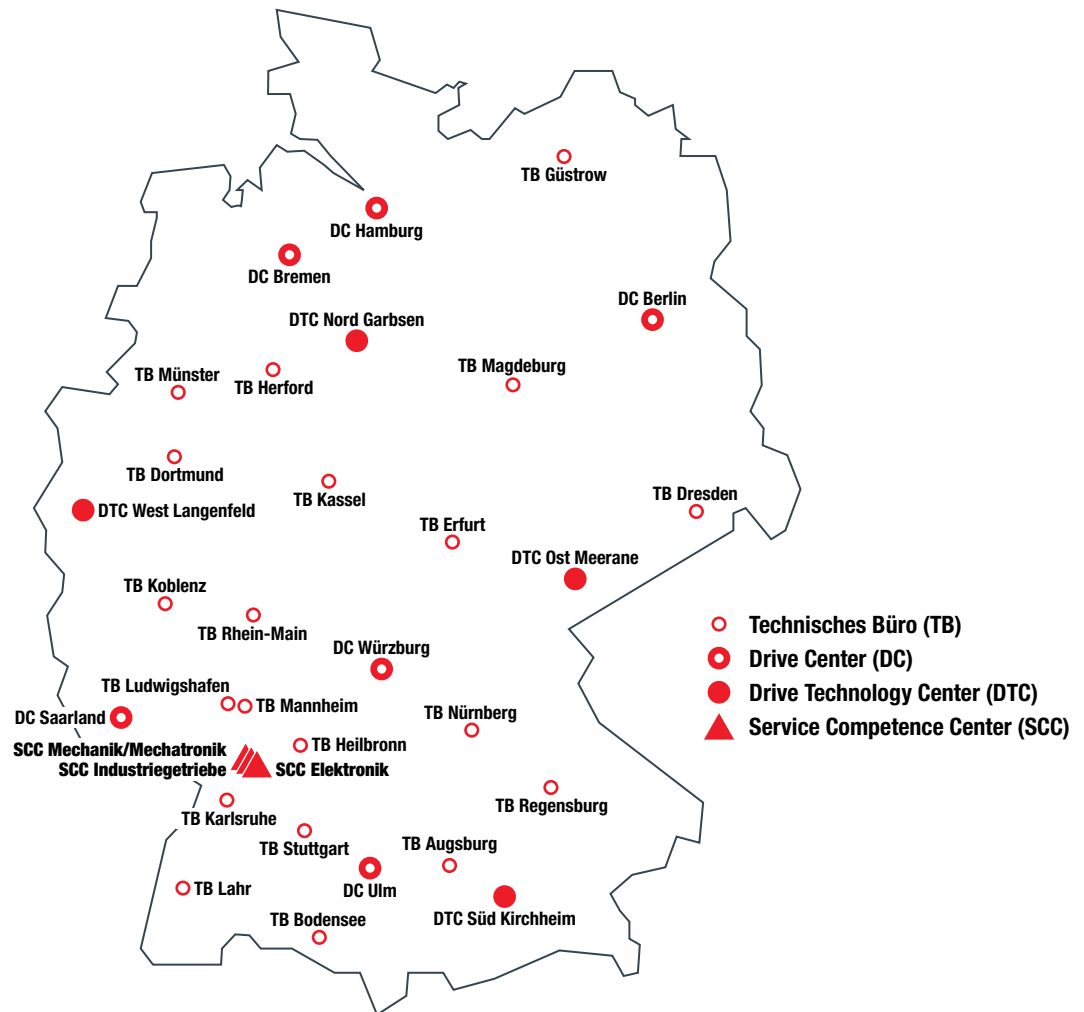 TB Güstrow
DC Hamburg
DC Bremen
DC Berlin
DTC Nord Garbsen
TB Magdeburg
TB Münster
TB Herford
TB Dortmund
TB Kassel
TB Dresden
DTC West Langenfeld
TB Erfurt
DTC Ost Meerane
TB Koblenz
TB Rhein-Main
DC Würzburg
TB Ludwigshafen
TB Mannheim
DC Saarland
TB Nürnberg
TB Heilbronn
SCC Mechanik/Mechatronik
SCC Industriegetriebe
SCC Elektronik
TB Regensburg
TB Karlsruhe
TB Stuttgart
TB Augsburg
TB Lahr
DC Ulm
DTC Süd Kirchheim
TB Bodensee
Technisches Büro (TB)
Drive Center (DC)
Drive Technology Center (DTC)
Service Competence Center (SCC)